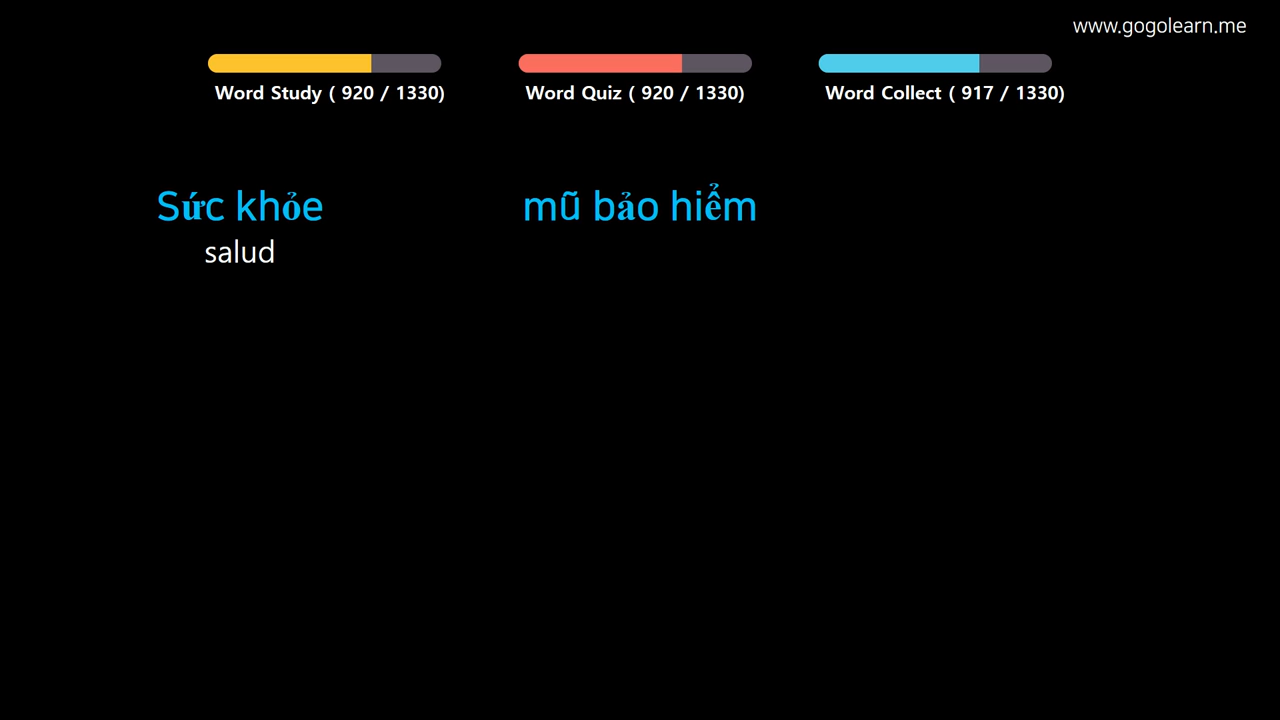 www.gogolearn.me
Word Study ( 920 / 1330)
Word Quiz ( 920 / 1330)
Word Collect ( 917 / 1330)
Sức khỏe
salud
mũ bảo hiểm